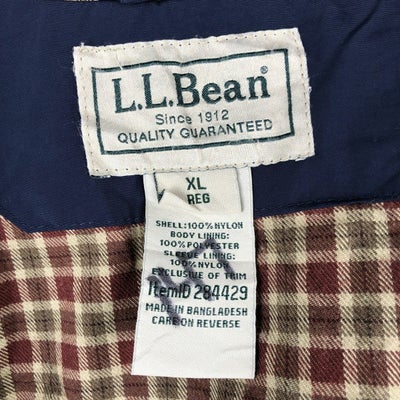 L.L.Bean®
Since 1912
QUALITY GUARANTEED
XL
REG
SHELL:100%NYLON
BODY LINING:
100%POLYESTER
SLEEVE LINING:
100%NYLON
EXCLUSIVE OF TRIM
ItemID 284429
MADE IN BANGLADESH
CARE ON REVERSE